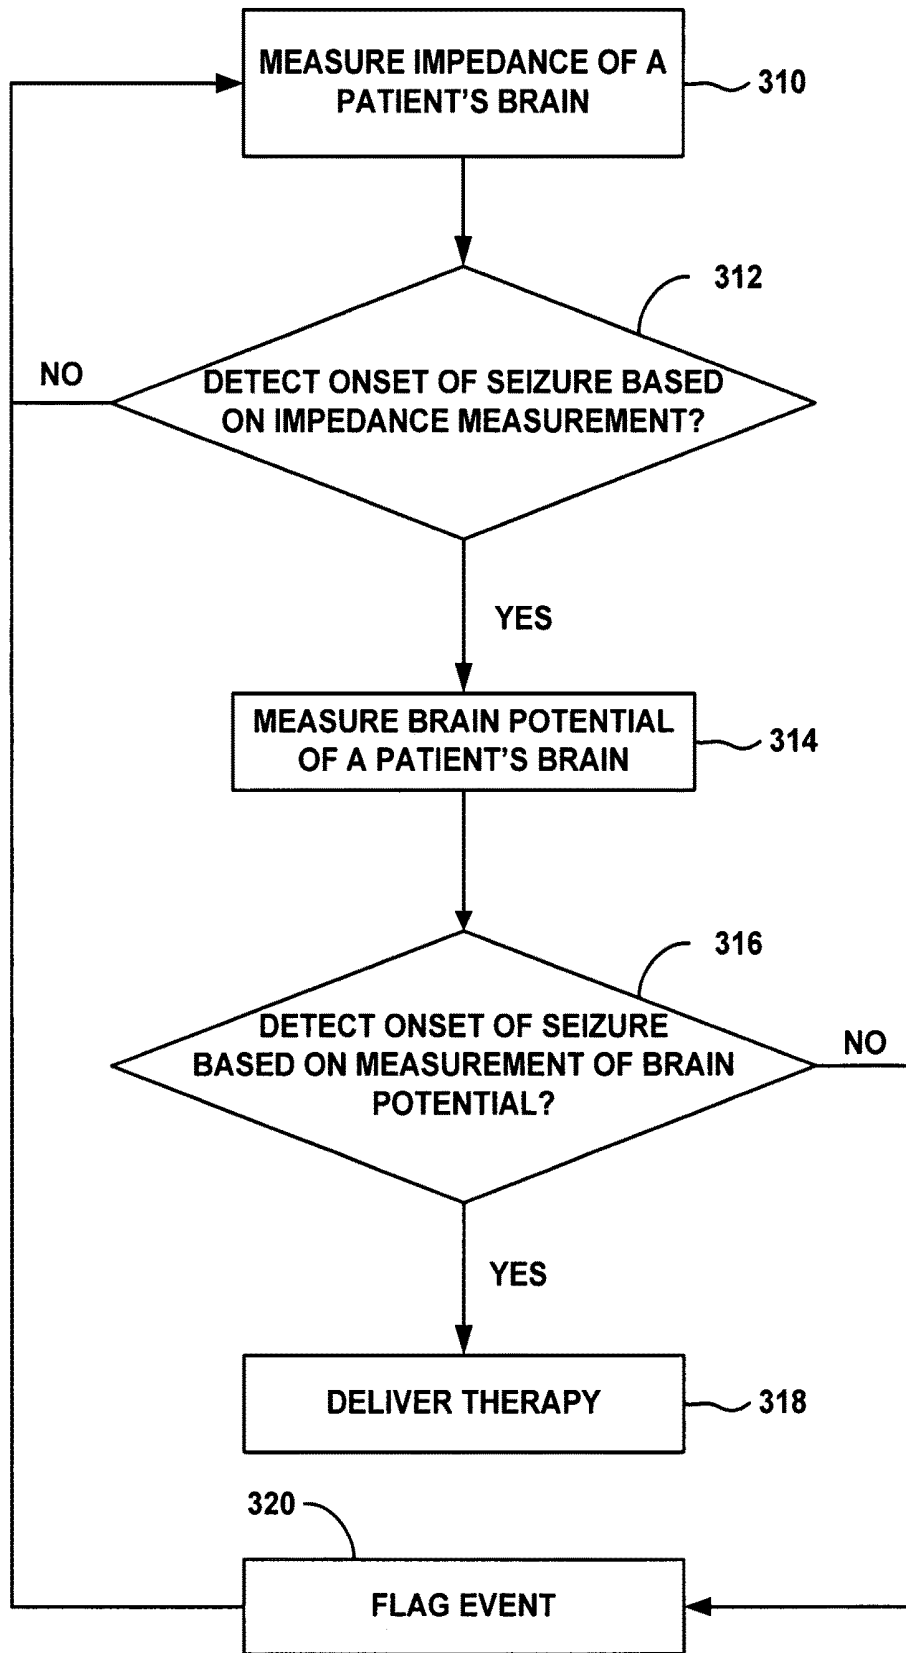 MEASURE IMPEDANCE OF A
PATIENT'S BRAIN
310
312
NO
DETECT ONSET OF SEIZURE BASED
ON IMPEDANCE MEASUREMENT?
YES
MEASURE BRAIN POTENTIAL
OF A PATIENT'S BRAIN
314
316
DETECT ONSET OF SEIZURE
BASED ON MEASUREMENT OF BRAIN
POTENTIAL?
NO
YES
DELIVER THERAPY
318
320
FLAG EVENT